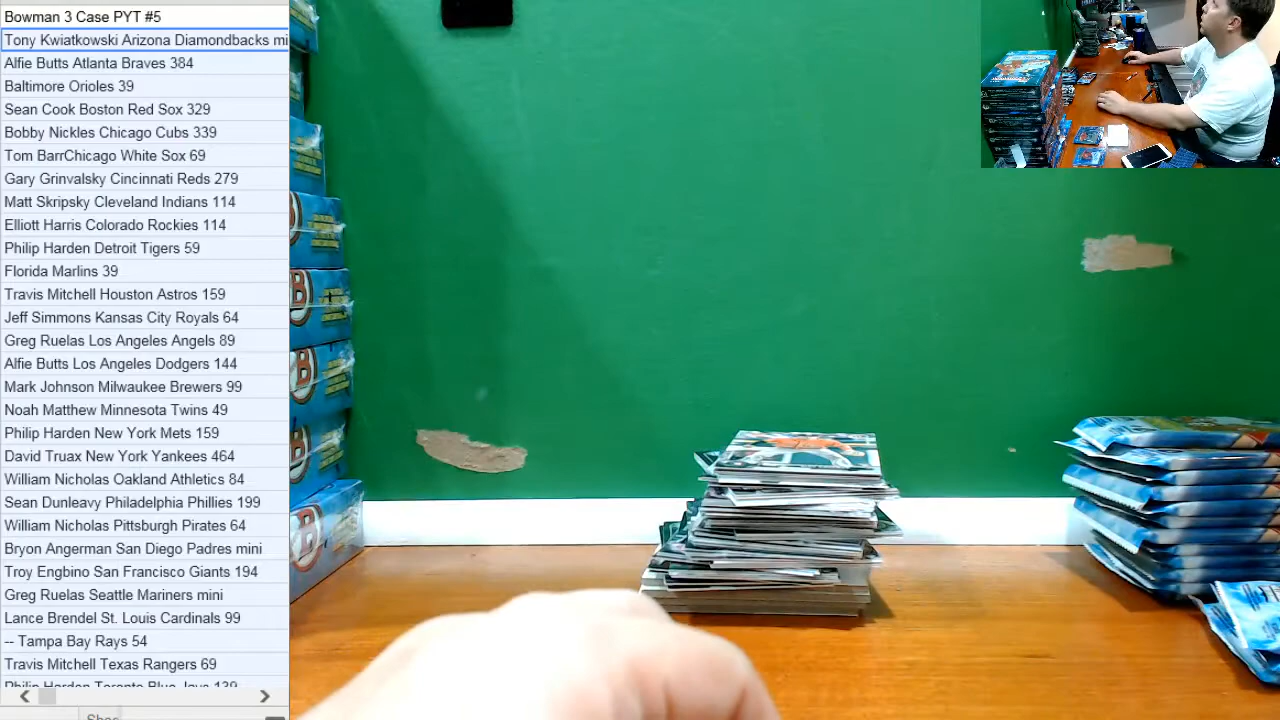 Bowman 3 Case PYT #5
Tony Kwiatkowski Arizona Diamondbacks mi
Alfie Butts Atlanta Braves 384
Baltimore Orioles 39
Sean Cook Boston Red Sox 329
Bobby Nickles Chicago Cubs 339
Tom BarrChicago White Sox 69
Gary Grinvalsky Cincinnati Reds 279
Matt Skripsky Cleveland Indians 114
Elliott Harris Colorado Rockies 114
Philip Harden Detroit Tigers 59
Florida Marlins 39
Travis Mitchell Houston Astros 159
Jeff Simmons Kansas City Royals 64
Greg Ruelas Los Angeles Angels 89
Alfie Butts Los Angeles Dodgers 144
Mark Johnson Milwaukee Brewers 99
Noah Matthew Minnesota Twins 49
Philip Harden New York Mets 159
David Truax New York Yankees 464
William Nicholas Oakland Athletics 84
Sean Dunleavy Philadelphia Phillies 199
William Nicholas Pittsburgh Pirates 64
Bryon Angerman San Diego Padres mini
Troy Engbino San Francisco Giants 194
Greg Ruelas Seattle Mariners mini
Lance Brendel St. Louis Cardinals 99
-- Tampa Bay Rays 54
Travis Mitchell Texas Rangers 69
Philip Harden Toronto Blue Jays 139